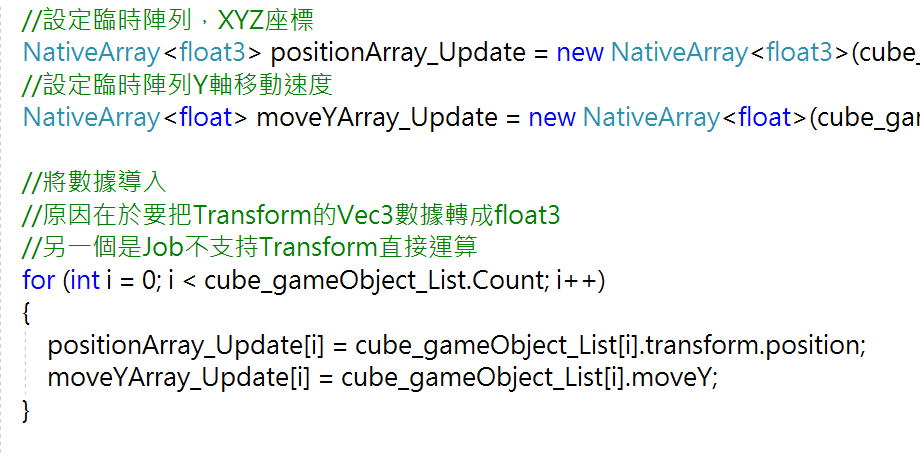 //設定臨時陣列，XYZ座標
NativeArray<float3> positionArray_Update = new NativeArray<float3>(cube_
//設定臨時陣列Y軸移動速度
NativeArray<float> moveYArray_Update = new NativeArray<float>(cube_gam
//將數據導入
//原因在於要把Transform的Vec3數據轉成float3
//另一個是Job不支持Transform直接運算
for (int i = 0; i < cube_gameObject_List.Count; i++)
{
positionArray_Update[i] = cube_gameObject_List[i].transform.position;
moveYArray_Update[i] = cube_gameObject_List[i].moveY;
}